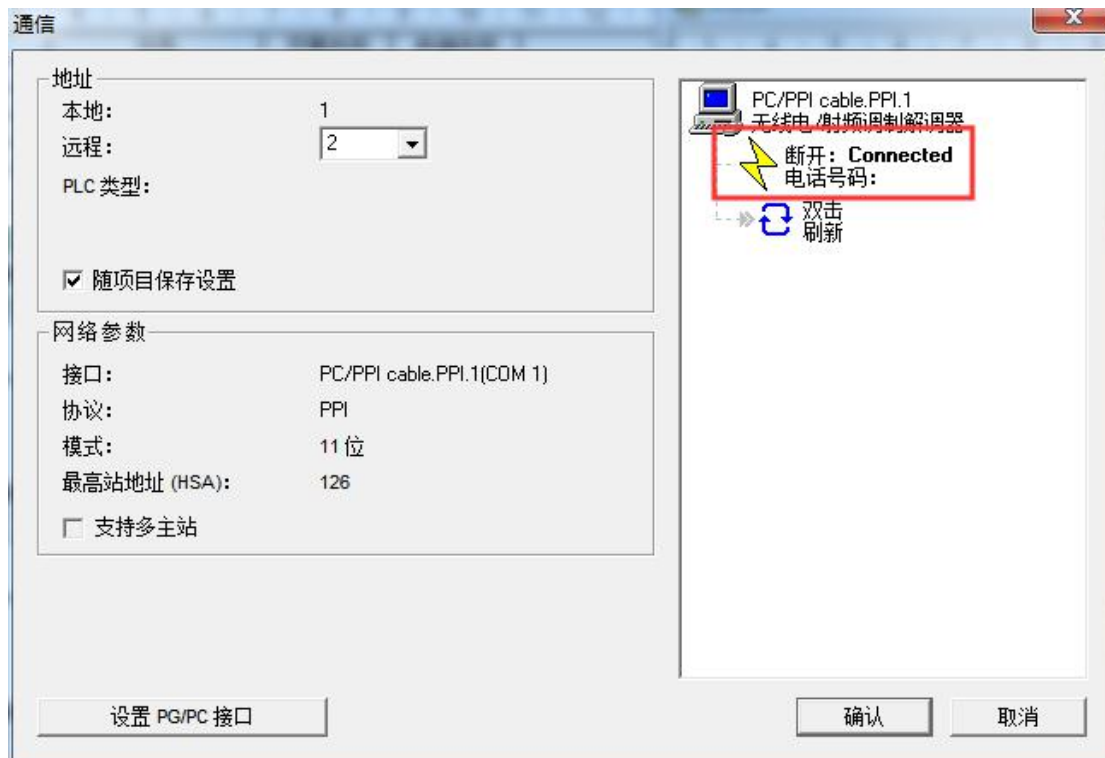 通信
地址
本地： 1
远程： 2
PLC 类型：
随项目保存设置
网络参数
接口： PC/PPI cable.PPI.1(COM 1)
协议： PPI
模式： 11 位
最高站地址 (HSA)： 126
支持多主站
设置 PG/PC 接口
PC/PPI cable.PPI.1
无线电/射频调制解调器
断开： Connected
电话号码：
双击
刷新
确认
取消